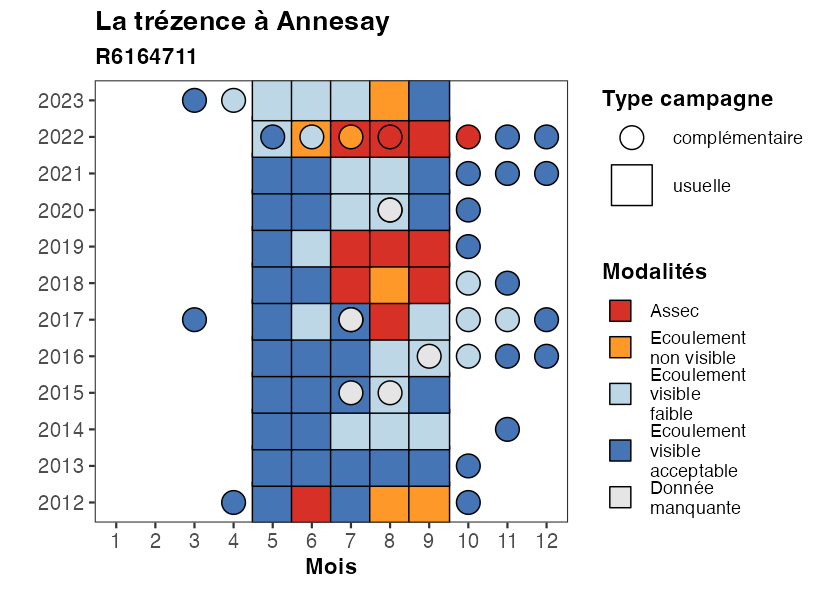 La trézence à Annesay
R6164711
2023
2022
2021
2020
2019
2018
2017
2016
2015
2014
2013
2012
1 2 3 4 5 6 7 8 9 10 11 12
Mois
Type campagne
complémentaire
usuelle
Modalités
Assec
Ecoulement
non visible
Ecoulement
visible
faible
Ecoulement
visible
acceptable
Donnée
manquante